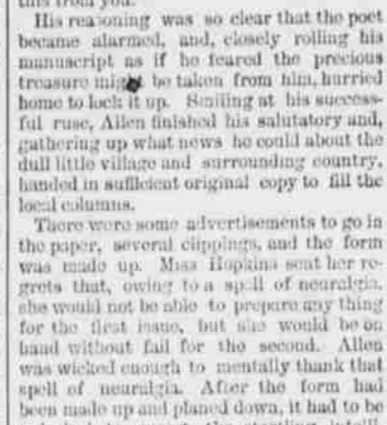 this from you.
His reasoning was so clear that the poet
became alarmed, and, closely rolling his
manuscript as if he feared the precious
treasure might be taken from him, hurried
home to lock it up. Smiling at his success-
ful ruse, Allen finished his salutatory and,
gathering up what news he could about the
dull little village and surrounding country,
handed in sufficient original copy to fill the
local columns.
There were some advertisements to go in
the paper, several clippings, and the form
was made up. Miss Hopkins sent her re-
grets that, owing to a spell of neuralgia,
she would not be able to prepare any thing
for the first issue, but she would be on
hand without fail for the second. Allen
was wicked enough to mentally thank that
spell of neuralgia. After the form had
been made up and planed down, it had to be